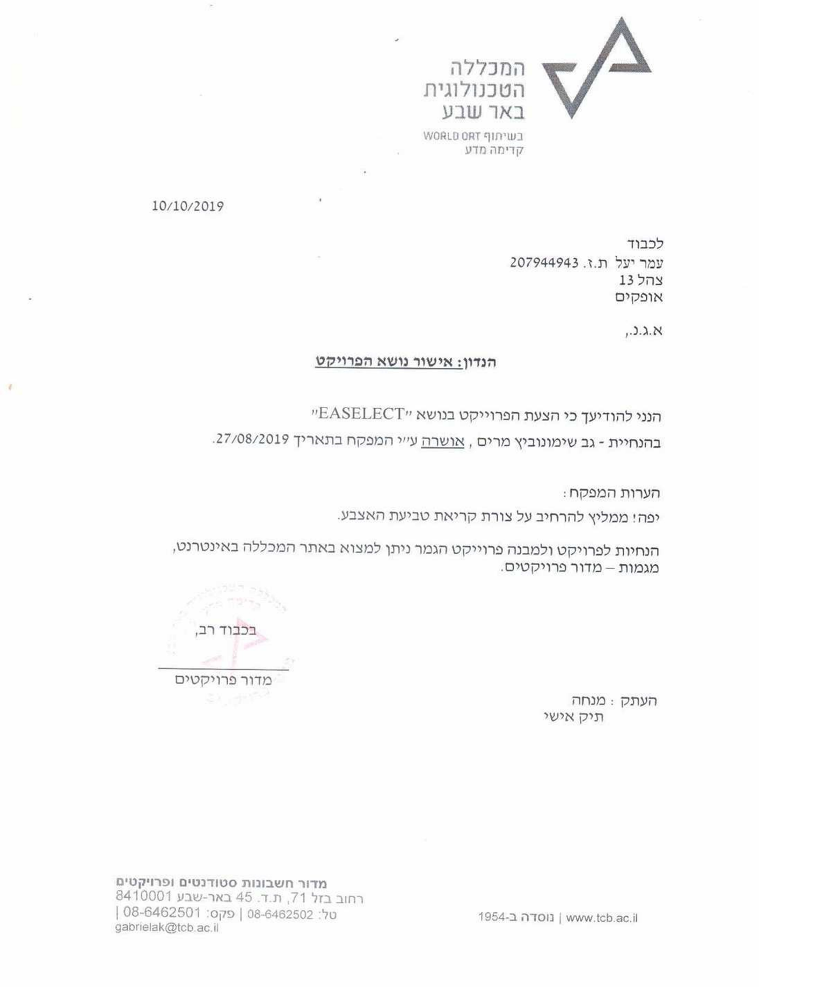 המכללה
הטכנולוגית
באר שבע
בשיתוף WORLD ORT
קדימה מדע
10/10/2019
לכבוד
עמר יעל ת.ז. 207944943
צהל 13
אופקים
א.ג.נ.,
הנדון: אישור נושא הפרויקט
הנני להודיעך כי הצעת הפרוייקט בנושא "EASELECT"
בהנחיית - גב שימונוביץ מרים , אושרה ע"י המפקח בתאריך 27/08/2019.
הערות המפקח:
יפה! ממליץ להרחיב על צורת קריאת טביעת האצבע.
הנחיות לפרויקט ולמבנה פרוייקט הגמר ניתן למצוא באתר המכללה באינטרנט,
מגמות – מדור פרויקטים.
המכללה הטכנולוגית
קדימה מדע
בכבוד רב,
מדור פרויקטים
העתק : מנחה
תיק אישי
מדור חשבונות סטודנטים ופרויקטים
רחוב בזל 71, ת.ד. 45 באר-שבע 8410001
טל: 08-6462502 | פקס: 08-6462501 |
gabrielak@tcb.ac.il
www.tcb.ac.il | נוסדה ב-1954